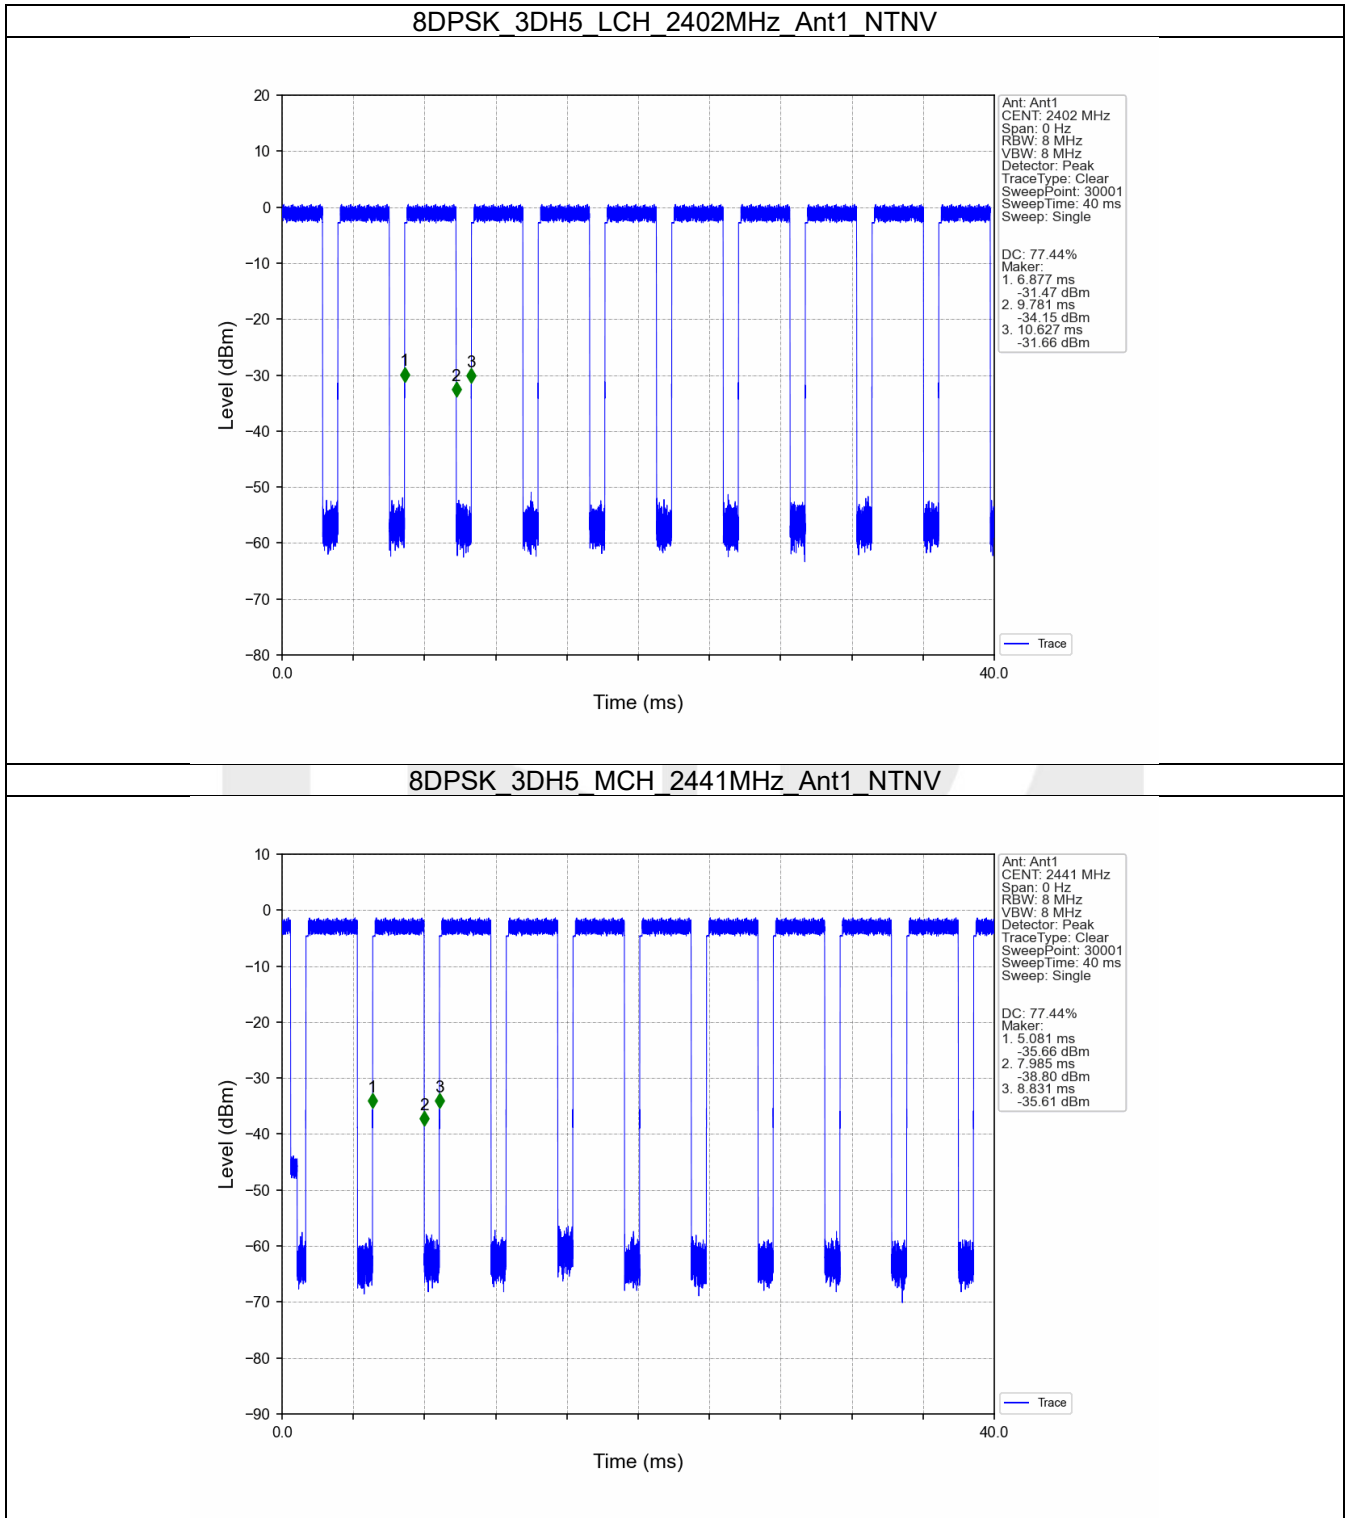 8DPSK_3DH5_LCH_2402MHz_Ant1_NTNV
20
10
0
−10
−20
−30
−40
−50
−60
−70
−80
Level (dBm)
1
2
3
0.0
40.0
Time (ms)
Ant: Ant1
CENT: 2402 MHz
Span: 0 Hz
RBW: 8 MHz
VBW: 8 MHz
Detector: Peak
TraceType: Clear
SweepPoint: 30001
SweepTime: 40 ms
Sweep: Single
DC: 77.44%
Maker:
1. 6.877 ms
-31.47 dBm
2. 9.781 ms
-34.15 dBm
3. 10.627 ms
-31.66 dBm
Trace
8DPSK_3DH5_MCH_2441MHz_Ant1_NTNV
10
0
−10
−20
−30
−40
−50
−60
−70
−80
−90
Level (dBm)
1
2
3
0.0
40.0
Time (ms)
Ant: Ant1
CENT: 2441 MHz
Span: 0 Hz
RBW: 8 MHz
VBW: 8 MHz
Detector: Peak
TraceType: Clear
SweepPoint: 30001
SweepTime: 40 ms
Sweep: Single
DC: 77.44%
Maker:
1. 5.081 ms
-35.66 dBm
2. 7.985 ms
-38.80 dBm
3. 8.831 ms
-35.61 dBm
Trace